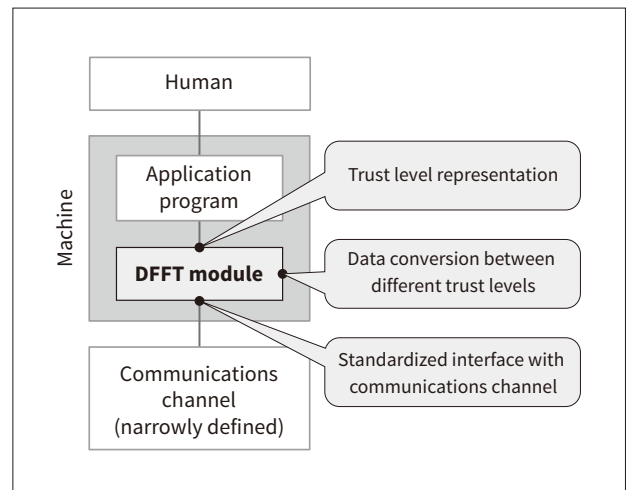 Human
Machine
Application
program
Trust level representation
DFFT module
Data conversion between
different trust levels
Standardized interface with
communications channel
Communications
channel
(narrowly defined)